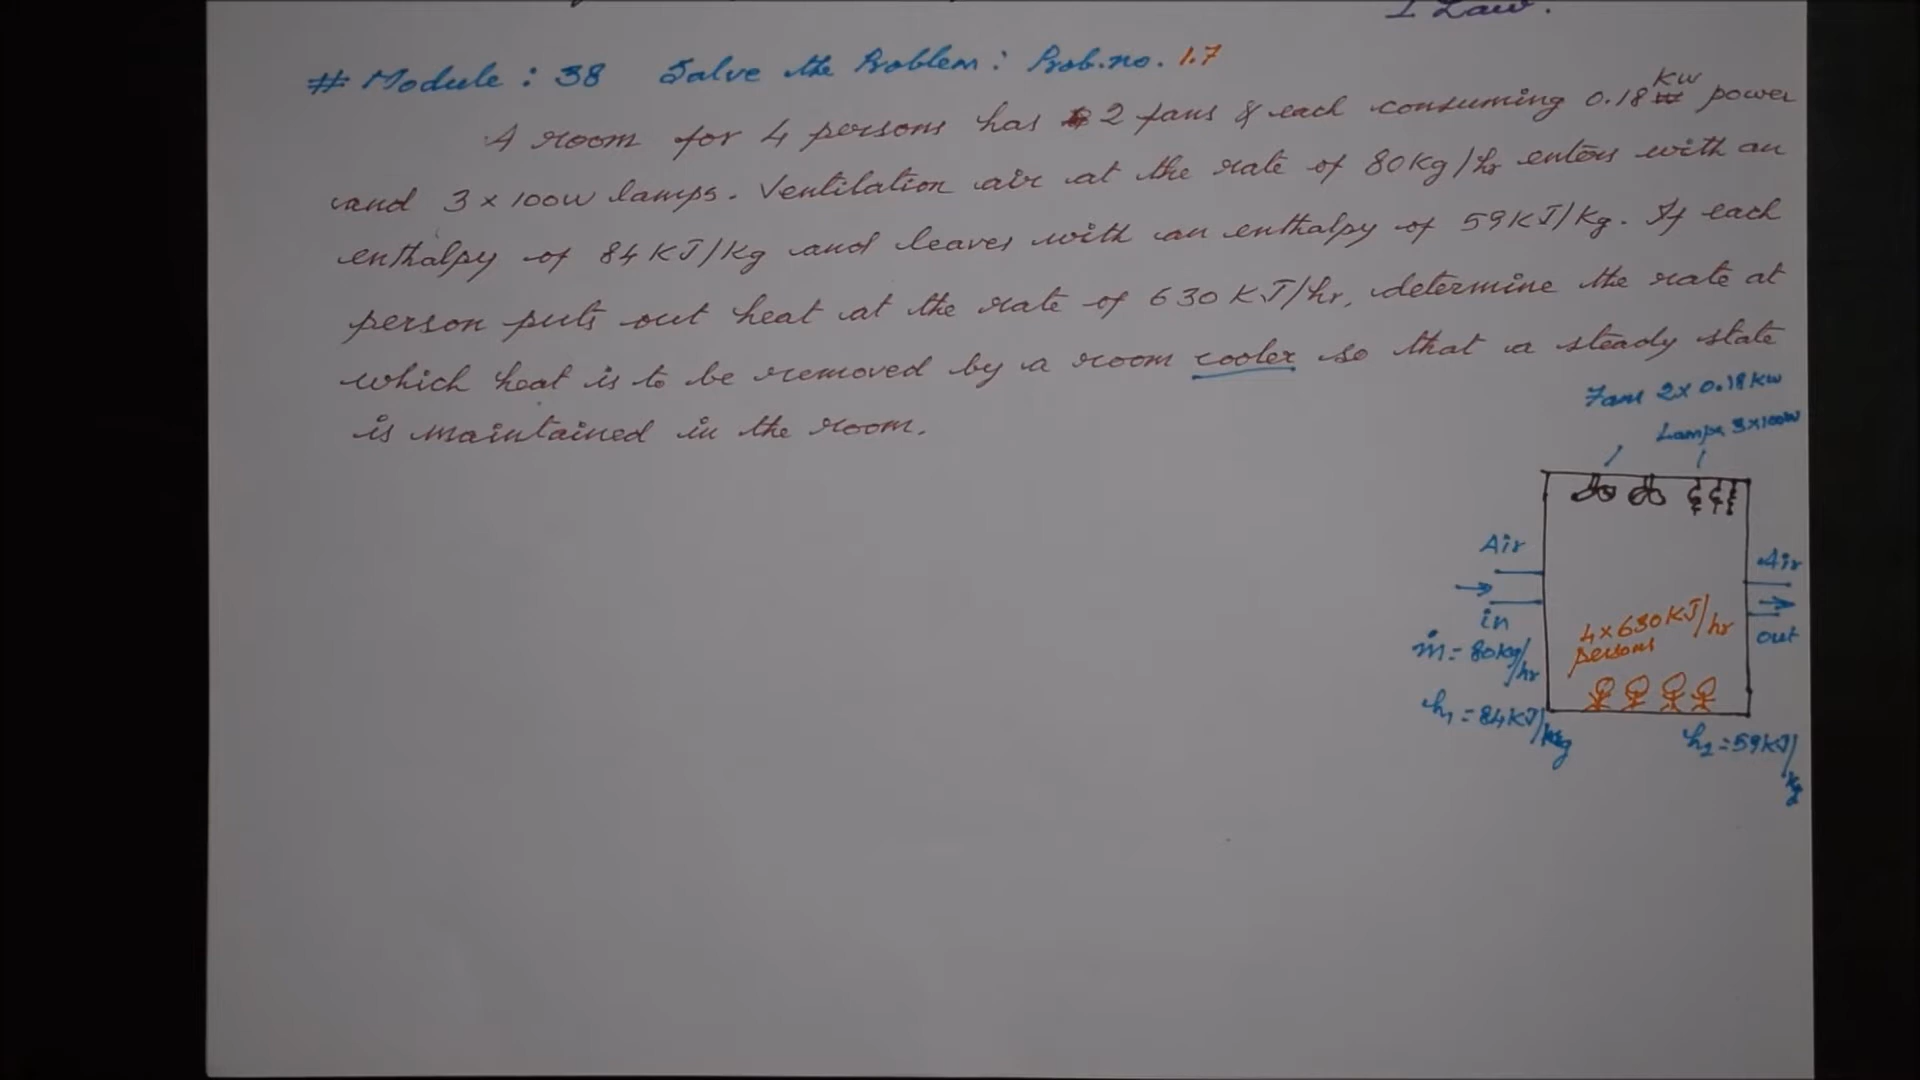 I Law.
# Module : 38 Solve the Problem : Prob.no. 1.7
A room for 4 persons has 2 fans & each consuming 0.18 KW power
and 3 x 100W lamps. Ventilation air at the rate of 80Kg/hr enters with an
enthalpy of 84 KJ/Kg and leaves with an enthalpy of 59KJ/Kg. If each
person puts out heat at the rate of 630 KJ/hr, determine the rate at
which heat is to be removed by a room cooler so that a steady state
is maintained in the room.
Fans 2x 0.18KW
Lamps 3x100W
Air
in
ṁ = 80Kg/hr
h₁ = 84KJ/Kg
4x630KJ/hr
persons
Air
out
h₂ = 59KJ/Kg